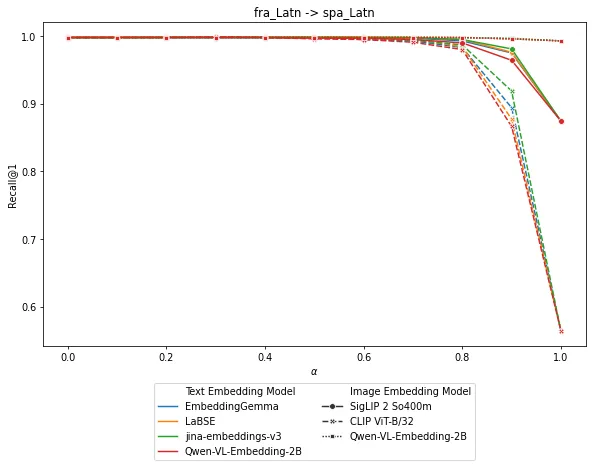 fra_Latn -> spa_Latn
1.0
0.9
0.8
0.7
0.6
Recall@1
0.0 0.2 0.4 0.6 0.8 1.0
α
Text Embedding Model
EmbeddingGemma
LaBSE
jina-embeddings-v3
Qwen-VL-Embedding-2B
Image Embedding Model
SigLIP 2 So400m
CLIP ViT-B/32
Qwen-VL-Embedding-2B